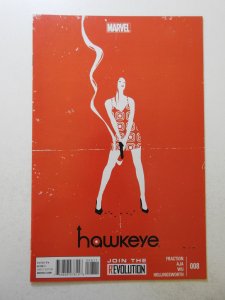 MARVEL
hawkeye
JOIN THE
REVOLUTION
FRACTION
AJA
WU
HOLLINGSWORTH
008